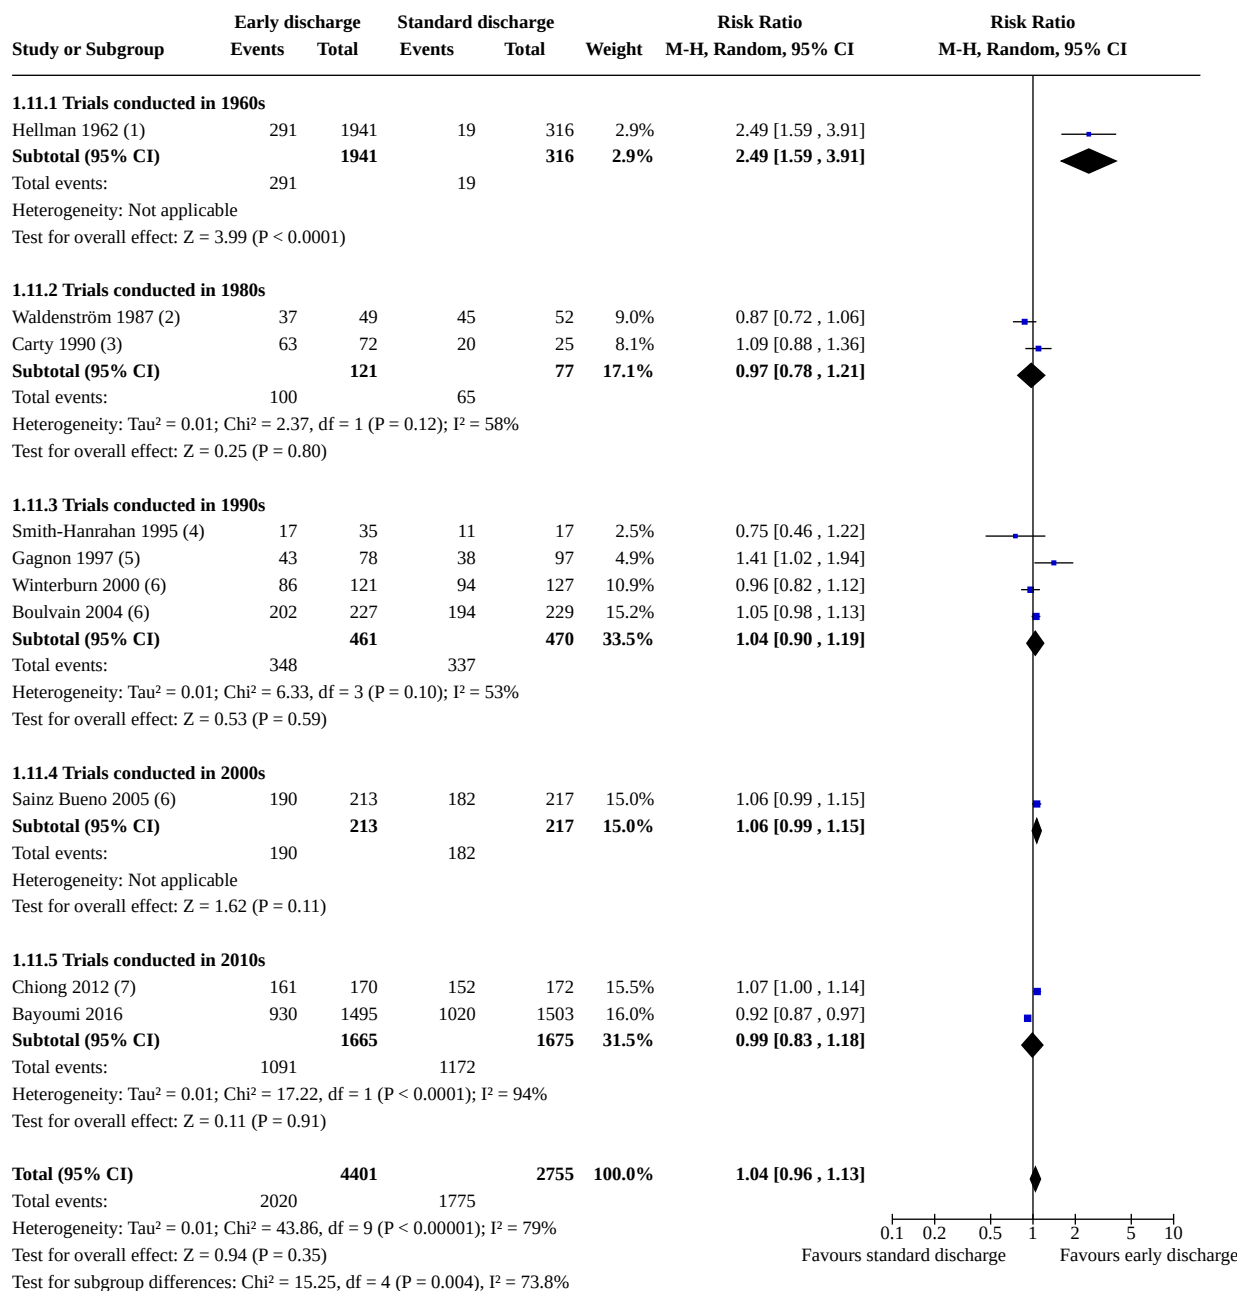 Early discharge Standard discharge Risk Ratio Risk Ratio
Study or Subgroup Events Total Events Total Weight M-H, Random, 95% CI M-H, Random, 95% CI
1.11.1 Trials conducted in 1960s
Hellman 1962 (1) 291 1941 19 316 2.9% 2.49 [1.59 , 3.91]
Subtotal (95% CI) 1941 316 2.9% 2.49 [1.59 , 3.91]
Total events: 291 19
Heterogeneity: Not applicable
Test for overall effect: Z = 3.99 (P < 0.0001)
1.11.2 Trials conducted in 1980s
Waldenström 1987 (2) 37 49 45 52 9.0% 0.87 [0.72 , 1.06]
Carty 1990 (3) 63 72 20 25 8.1% 1.09 [0.88 , 1.36]
Subtotal (95% CI) 121 77 17.1% 0.97 [0.78 , 1.21]
Total events: 100 65
Heterogeneity: Tau² = 0.01; Chi² = 2.37, df = 1 (P = 0.12); I² = 58%
Test for overall effect: Z = 0.25 (P = 0.80)
1.11.3 Trials conducted in 1990s
Smith-Hanrahan 1995 (4) 17 35 11 17 2.5% 0.75 [0.46 , 1.22]
Gagnon 1997 (5) 43 78 38 97 4.9% 1.41 [1.02 , 1.94]
Winterburn 2000 (6) 86 121 94 127 10.9% 0.96 [0.82 , 1.12]
Boulvain 2004 (6) 202 227 194 229 15.2% 1.05 [0.98 , 1.13]
Subtotal (95% CI) 461 470 33.5% 1.04 [0.90 , 1.19]
Total events: 348 337
Heterogeneity: Tau² = 0.01; Chi² = 6.33, df = 3 (P = 0.10); I² = 53%
Test for overall effect: Z = 0.53 (P = 0.59)
1.11.4 Trials conducted in 2000s
Sainz Bueno 2005 (6) 190 213 182 217 15.0% 1.06 [0.99 , 1.15]
Subtotal (95% CI) 213 217 15.0% 1.06 [0.99 , 1.15]
Total events: 190 182
Heterogeneity: Not applicable
Test for overall effect: Z = 1.62 (P = 0.11)
1.11.5 Trials conducted in 2010s
Chiong 2012 (7) 161 170 152 172 15.5% 1.07 [1.00 , 1.14]
Bayoumi 2016 930 1495 1020 1503 16.0% 0.92 [0.87 , 0.97]
Subtotal (95% CI) 1665 1675 31.5% 0.99 [0.83 , 1.18]
Total events: 1091 1172
Heterogeneity: Tau² = 0.01; Chi² = 17.22, df = 1 (P < 0.0001); I² = 94%
Test for overall effect: Z = 0.11 (P = 0.91)
Total (95% CI) 4401 2755 100.0% 1.04 [0.96 , 1.13]
Total events: 2020 1775
Heterogeneity: Tau² = 0.01; Chi² = 43.86, df = 9 (P < 0.00001); I² = 79%
0.1 0.2 0.5 1 2 5 10
Test for overall effect: Z = 0.94 (P = 0.35) Favours standard discharge Favours early discharge
Test for subgroup differences: Chi² = 15.25, df = 4 (P = 0.004), I² = 73.8%